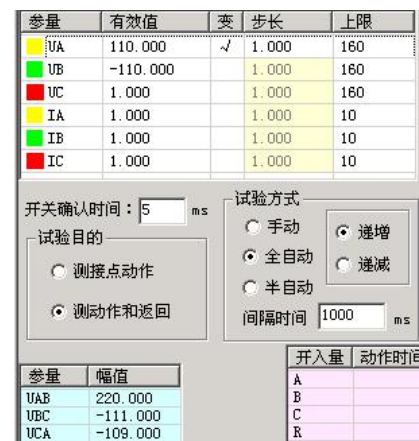 参量 有效值 变 步长 上限
UA 110.000 √ 1.000 160
UB -110.000 1.000 160
UC 1.000 1.000 160
IA 1.000 1.000 10
IB 1.000 1.000 10
IC 1.000 1.000 10
开关确认时间：5 ms
试验目的
测接点动作
测动作和返回
试验方式
手动
全自动
半自动
递增
递减
间隔时间 1000 ms
参量 幅值
UAB 220.000
UBC -111.000
UCA -109.000
开入量 动作时间
A
B
C
R